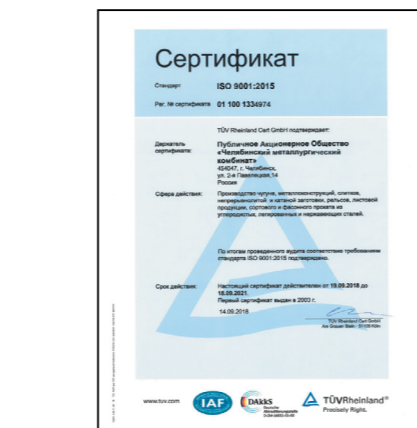 Сертификат
Стандарт ISO 9001:2015
Рег. № сертификата 01 100 1334974
TÜV Rheinland Cert GmbH подтверждает:
Держатель сертификата:
Публичное Акционерное Общество
«Челябинский металлургический
комбинат»
454047, г. Челябинск,
ул. 2-я Павелецкая,14
Россия
Сфера действия:
Производство чугуна, металлоконструкций, слитков,
непрерывнолитой и катаной заготовки, рельсов, листовой
продукции, сортового и фасонного проката из
углеродистых, легированных и нержавеющих сталей.
По итогам проведенного аудита соответствие требованиям
стандарта ISO 9001:2015 подтверждено.
Срок действия:
Настоящий сертификат действителен от 19.09.2018 до
18.09.2021.
Первый сертификат выдан в 2003 г.
14.09.2018
TÜV Rheinland Cert GmbH
Am Grauen Stein · 51105 Köln
www.tuv.com
IAF
DAkkS
Deutsche
Akkreditierungsstelle
TÜVRheinland®
Precisely Right.